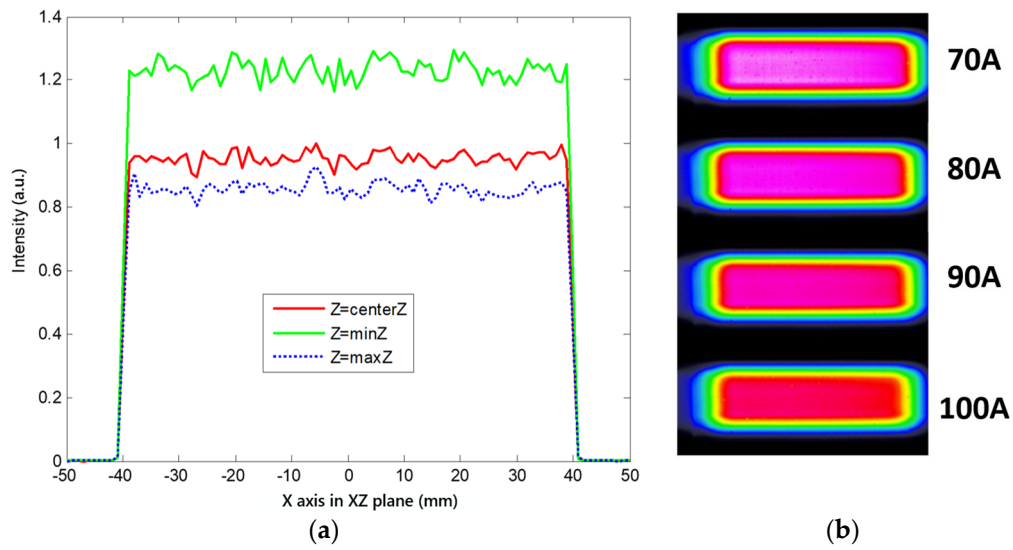 1.4
1.2
1
0.8
0.6
0.4
0.2
0
Intensity (a.u.)
Z=centerZ
Z=minZ
Z=maxZ
-50 -40 -30 -20 -10 0 10 20 30 40 50
X axis in XZ plane (mm)
(a)
70A
80A
90A
100A
(b)